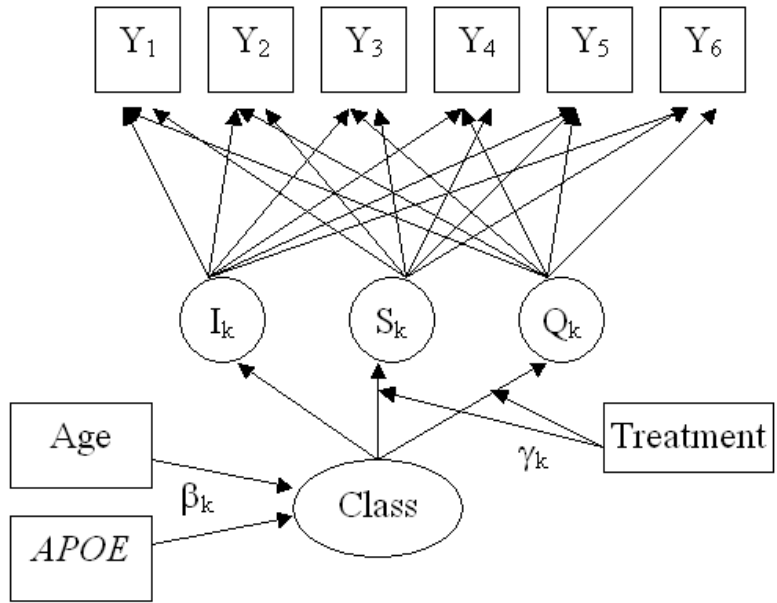 Y₁ Y₂ Y₃ Y₄ Y₅ Y₆
Iₖ Sₖ Qₖ
Age
Treatment
γₖ
βₖ
Class
APOE